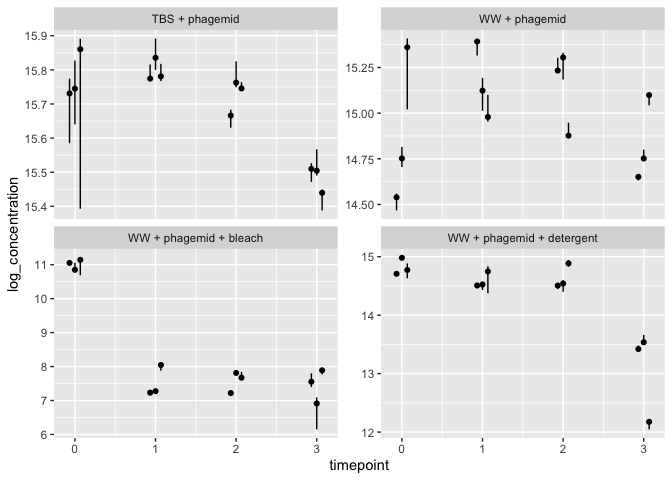 TBS + phagemid
WW + phagemid
15.9
15.8
15.7
15.6
15.5
15.4
15.25
15.00
14.75
14.50
WW + phagemid + bleach
WW + phagemid + detergent
11
10
9
8
7
6
15
14
13
12
0 1 2 3
0 1 2 3
log_concentration
timepoint